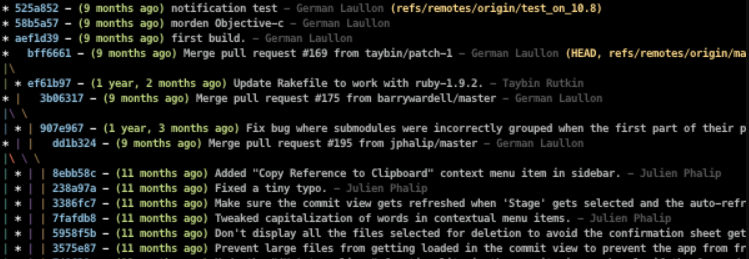 * 525a852 - (9 months ago) notification test - German Laullon (refs/remotes/origin/test_on_10.8)
* 58b5a57 - (9 months ago) morden Objective-c - German Laullon
* aef1d39 - (9 months ago) first build. - German Laullon
*   bff6661 - (9 months ago) Merge pull request #169 from taybin/patch-1 - German Laullon (HEAD, refs/remotes/origin/ma
|\
| * ef61b97 - (1 year, 2 months ago) Update Rakefile to work with ruby-1.9.2. - Taybin Rutkin
* |   3b06317 - (9 months ago) Merge pull request #175 from barrywardell/master - German Laullon
|\ \
| * | 907e967 - (1 year, 3 months ago) Fix bug where submodules were incorrectly grouped when the first part of their p
* | |   dd1b324 - (9 months ago) Merge pull request #195 from jphalip/master - German Laullon
|\ \ \
| * | | 8ebb58c - (11 months ago) Added "Copy Reference to Clipboard" context menu item in sidebar. - Julien Phalip
| * | | 238a97a - (11 months ago) Fixed a tiny typo. - Julien Phalip
| * | | 3386fc7 - (11 months ago) Make sure the commit view gets refreshed when 'Stage' gets selected and the auto-refr
| * | | 7fafdb8 - (11 months ago) Tweaked capitalization of words in contextual menu items. - Julien Phalip
| * | | 5958f5b - (11 months ago) Don't display all the files selected for deletion to avoid the confirmation sheet get
| * | | 3575e87 - (11 months ago) Prevent large files from getting loaded in the commit view to prevent the app from fr